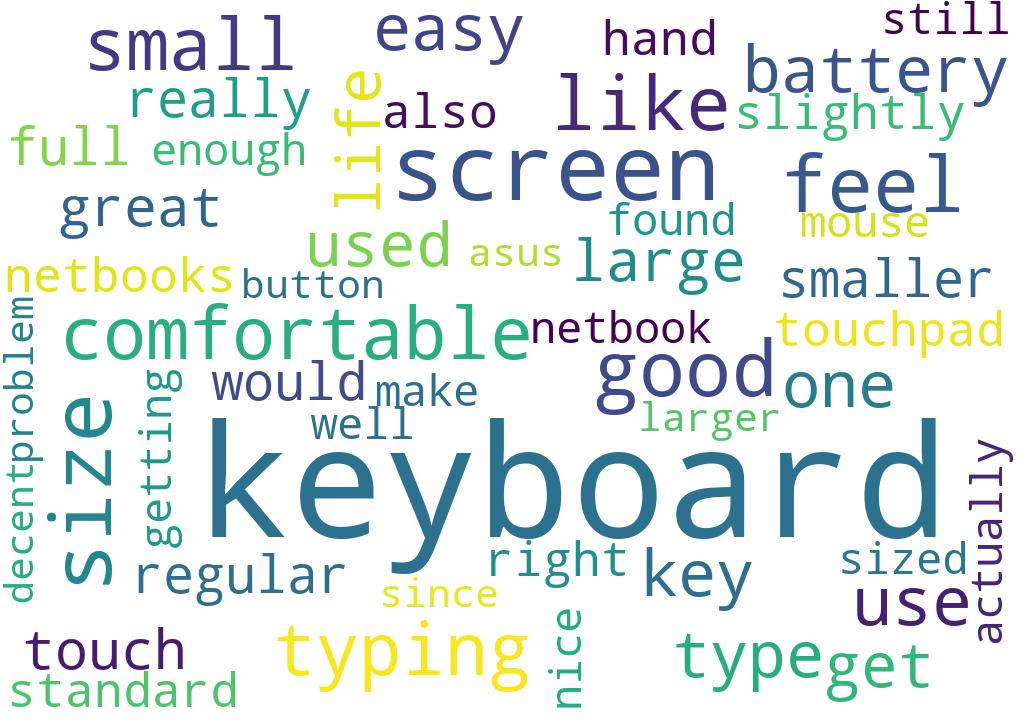 still
small
easy
hand
battery
really
life
also
like
slightly
full
enough
screen
feel
great
found
mouse
used
asus
large
netbooks
button
smaller
problem
comfortable
netbook
touchpad
good
one
would
make
size
getting
well
larger
keyboard
decent
actually
regular
right
key
sized
since
use
touch
typing
nice
type
get
standard